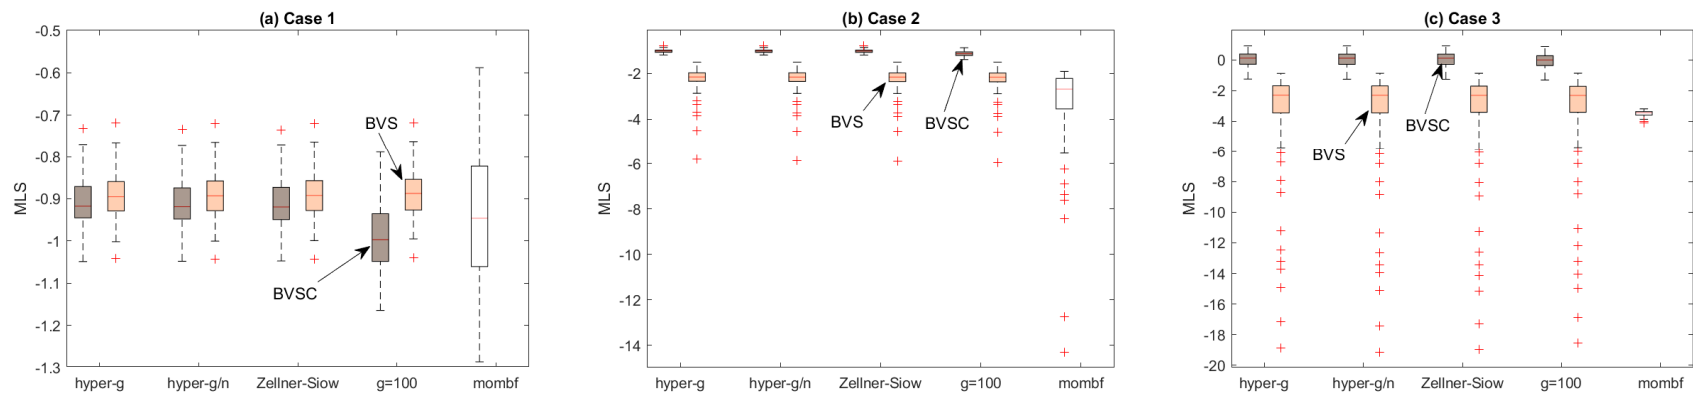 (a) Case 1
-0.5
-0.6
-0.7
-0.8
-0.9
-1
-1.1
-1.2
-1.3
MLS
BVS
BVSC
hyper-g
hyper-g/n
Zellner-Siow
g=100
mombf
(b) Case 2
-2
-4
-6
-8
-10
-12
-14
MLS
BVS
BVSC
hyper-g
hyper-g/n
Zellner-Siow
g=100
mombf
(c) Case 3
0
-2
-4
-6
-8
-10
-12
-14
-16
-18
-20
MLS
BVSC
BVS
hyper-g
hyper-g/n
Zellner-Siow
g=100
mombf